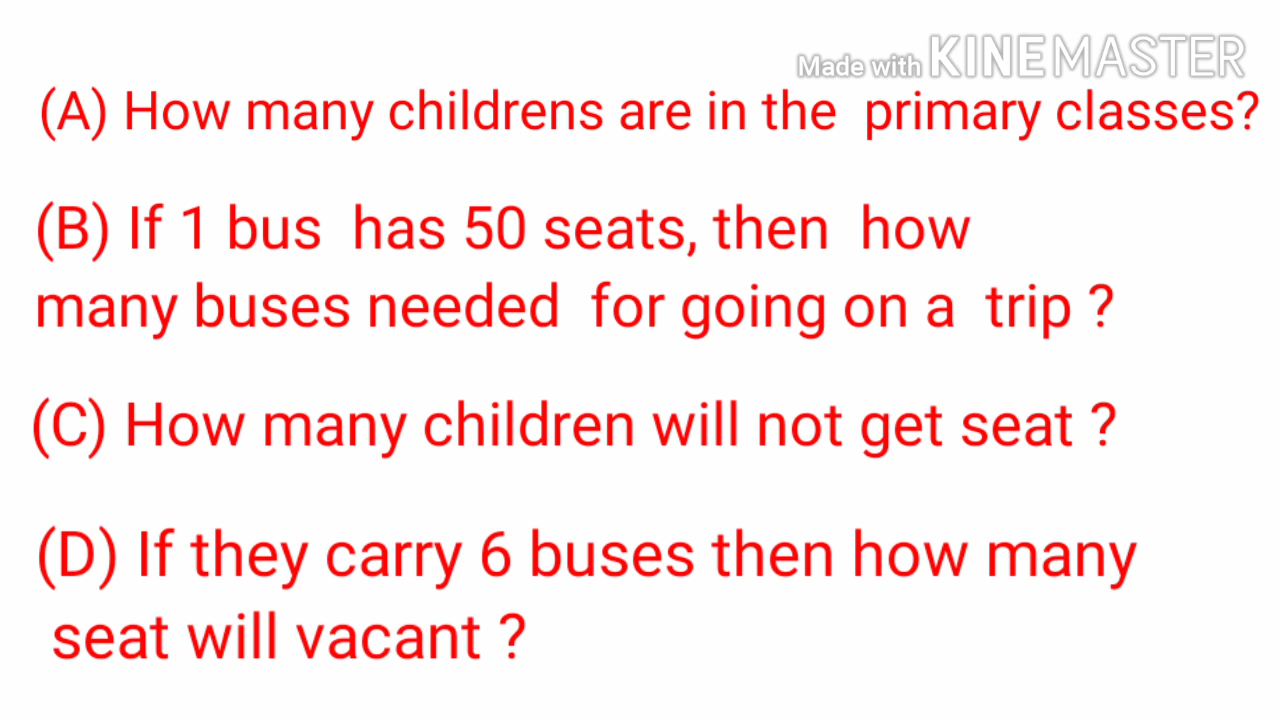 Made with KINEMASTER
(A) How many childrens are in the primary classes?
(B) If 1 bus has 50 seats, then how
many buses needed for going on a trip ?
(C) How many children will not get seat ?
(D) If they carry 6 buses then how many
seat will vacant ?